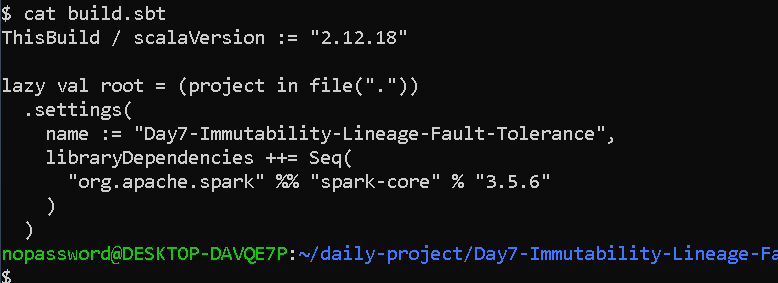 $ cat build.sbt
ThisBuild / scalaVersion := "2.12.18"

lazy val root = (project in file("."))
  .settings(
    name := "Day7-Immutability-Lineage-Fault-Tolerance",
    libraryDependencies ++= Seq(
      "org.apache.spark" %% "spark-core" % "3.5.6"
    )
  )
nopassword@DESKTOP-DAVQE7P:~/daily-project/Day7-Immutability-Lineage-Fa
$